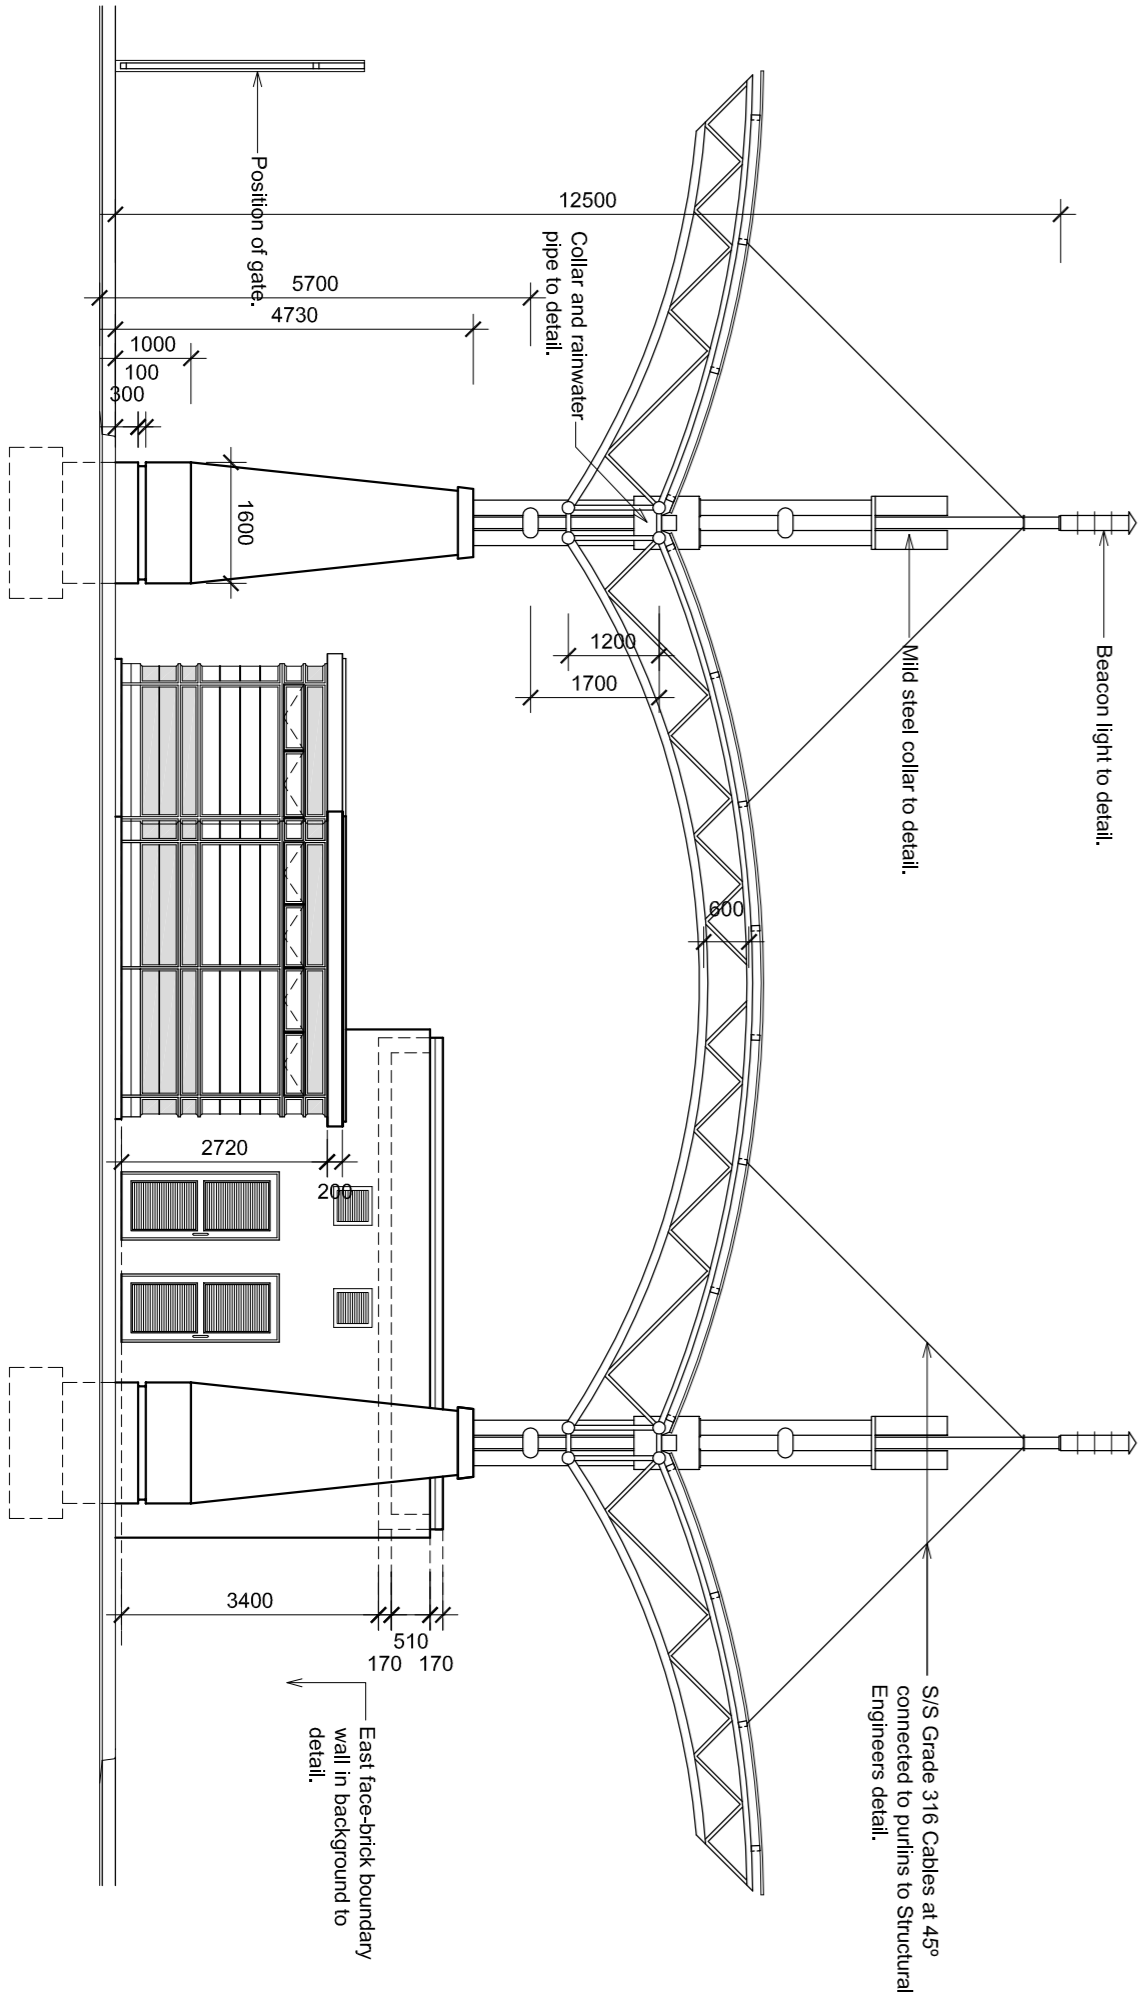 Beacon light to detail.
Mild steel collar to detail.
S/S Grade 316 Cables at 45º
connected to purlins to Structural
Engineers detail.
Collar and rainwater
pipe to detail.
Position of gate.
East face-brick boundary
wall in background to
detail.
12500
5700
4730
1000
100
300
1600
1200
1700
600
2720
200
3400
510
170 170